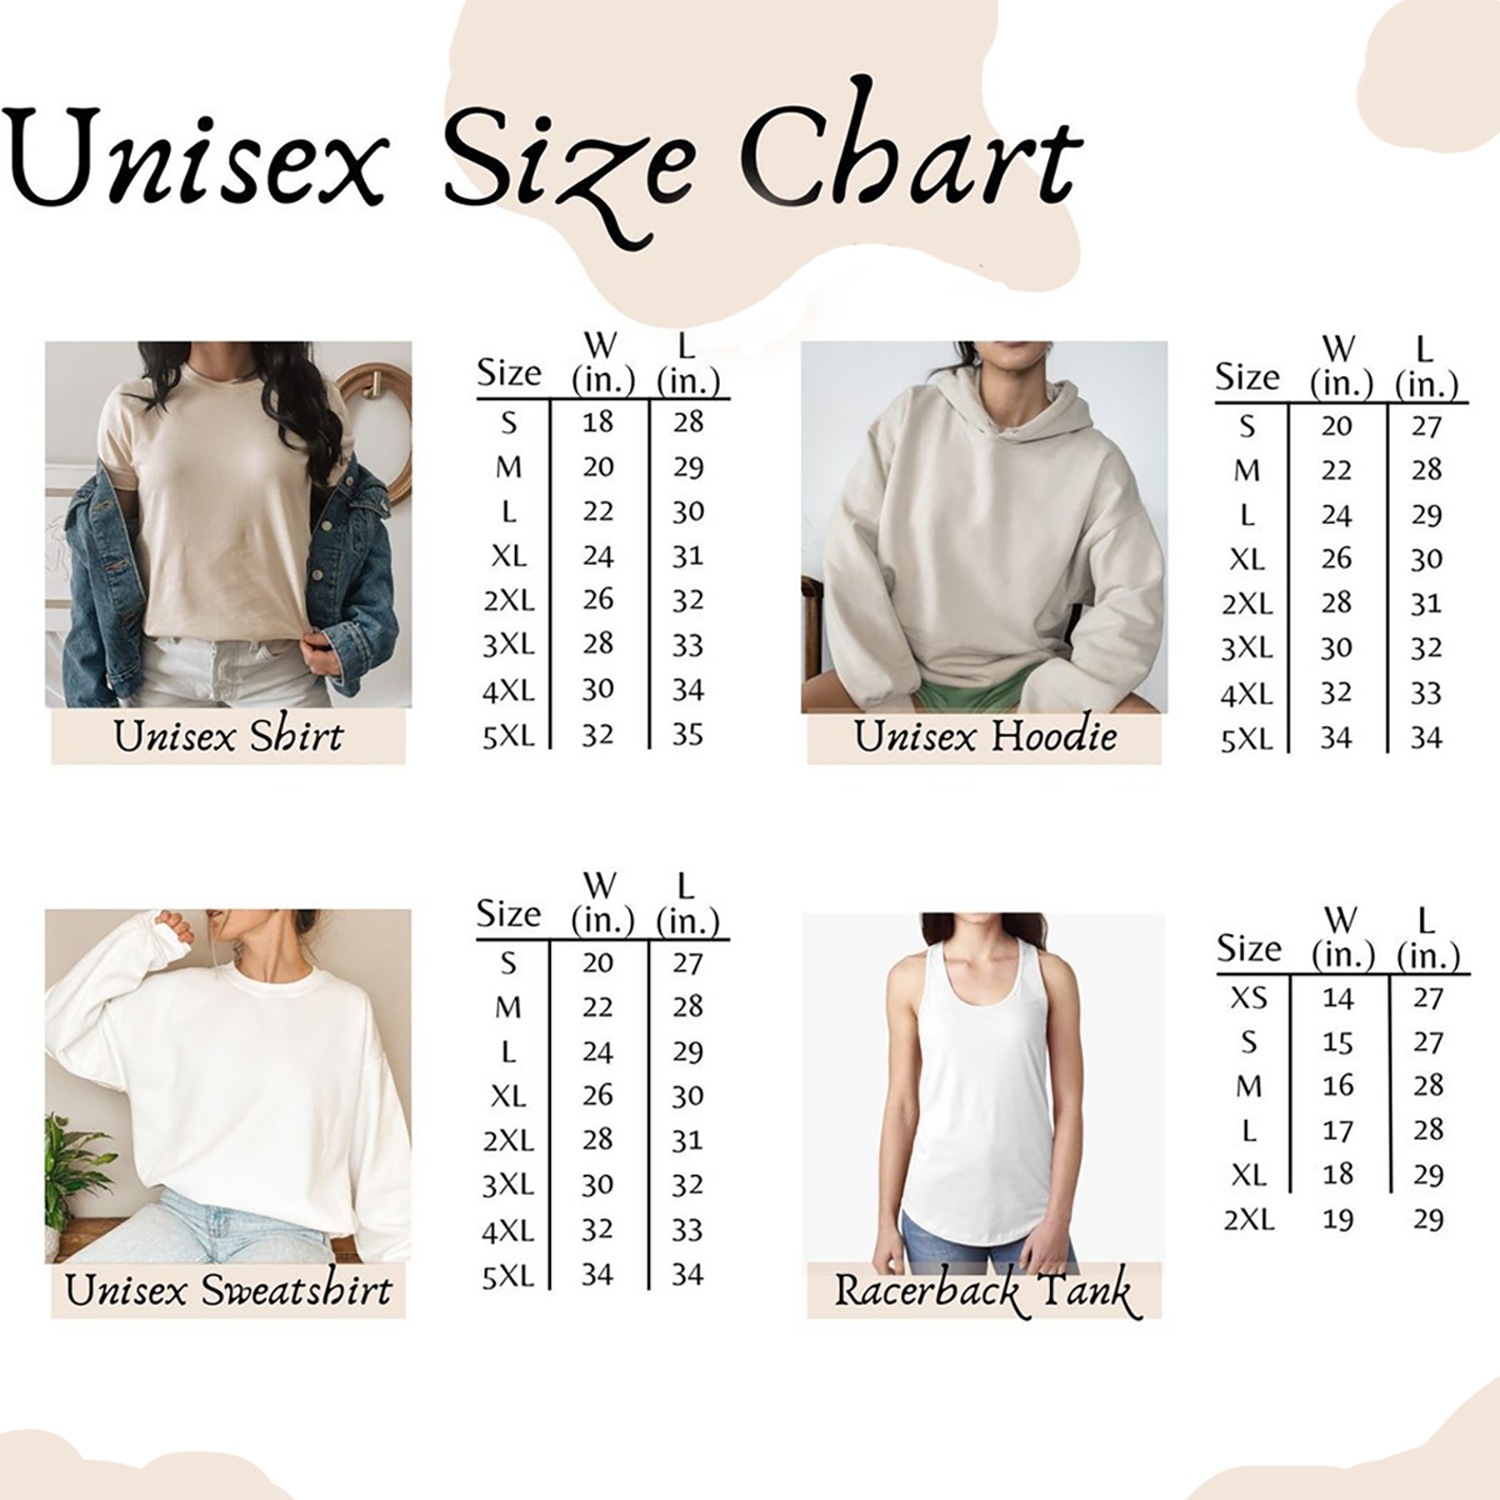 Unisex Size Chart
Size W (in.) L (in.)
S 18 28
M 20 29
L 22 30
XL 24 31
2XL 26 32
3XL 28 33
4XL 30 34
5XL 32 35
Unisex Shirt
Size W (in.) L (in.)
S 20 27
M 22 28
L 24 29
XL 26 30
2XL 28 31
3XL 30 32
4XL 32 33
5XL 34 34
Unisex Hoodie
Size W (in.) L (in.)
S 20 27
M 22 28
L 24 29
XL 26 30
2XL 28 31
3XL 30 32
4XL 32 33
5XL 34 34
Unisex Sweatshirt
Size W (in.) L (in.)
XS 14 27
S 15 27
M 16 28
L 17 28
XL 18 29
2XL 19 29
Racerback Tank